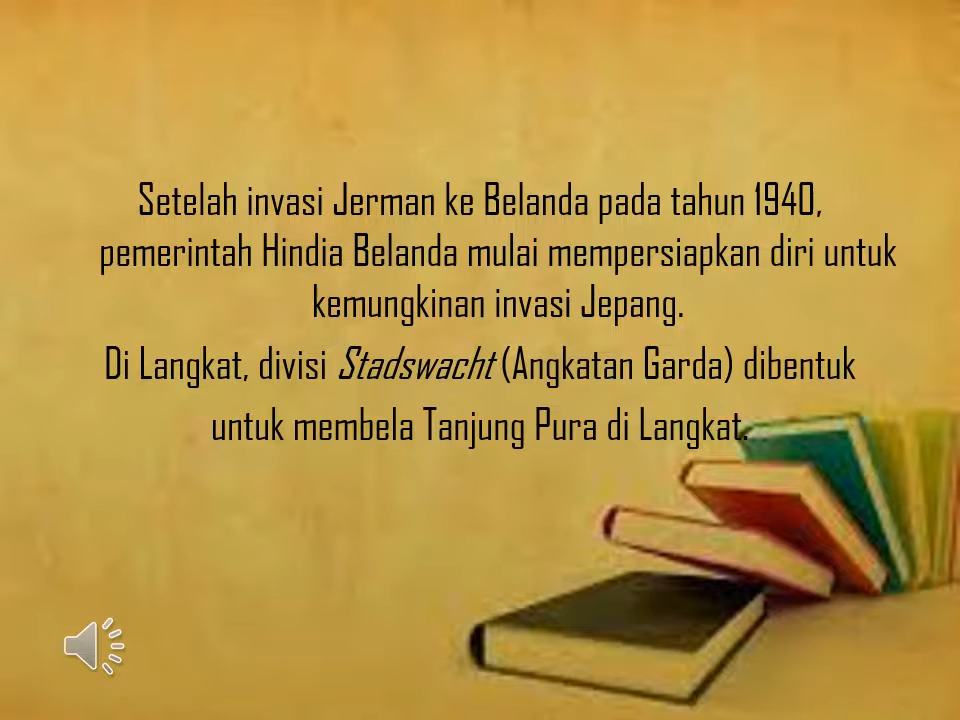 Setelah invasi Jerman ke Belanda pada tahun 1940,
pemerintah Hindia Belanda mulai mempersiapkan diri untuk
kemungkinan invasi Jepang.
Di Langkat, divisi Stadswacht (Angkatan Garda) dibentuk
untuk membela Tanjung Pura di Langkat.